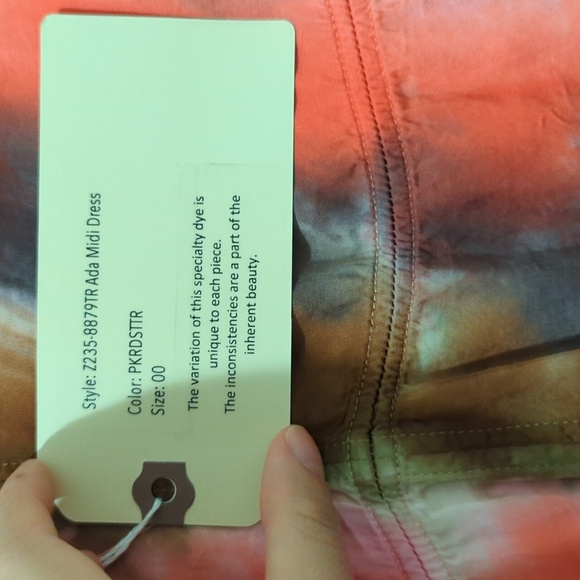 Style: Z235-8879TR Ada Midi Dress
Color: PKRDSTTR
Size: 00
The variation of this specialty dye is
unique to each piece.
The inconsistencies are a part of the
inherent beauty.